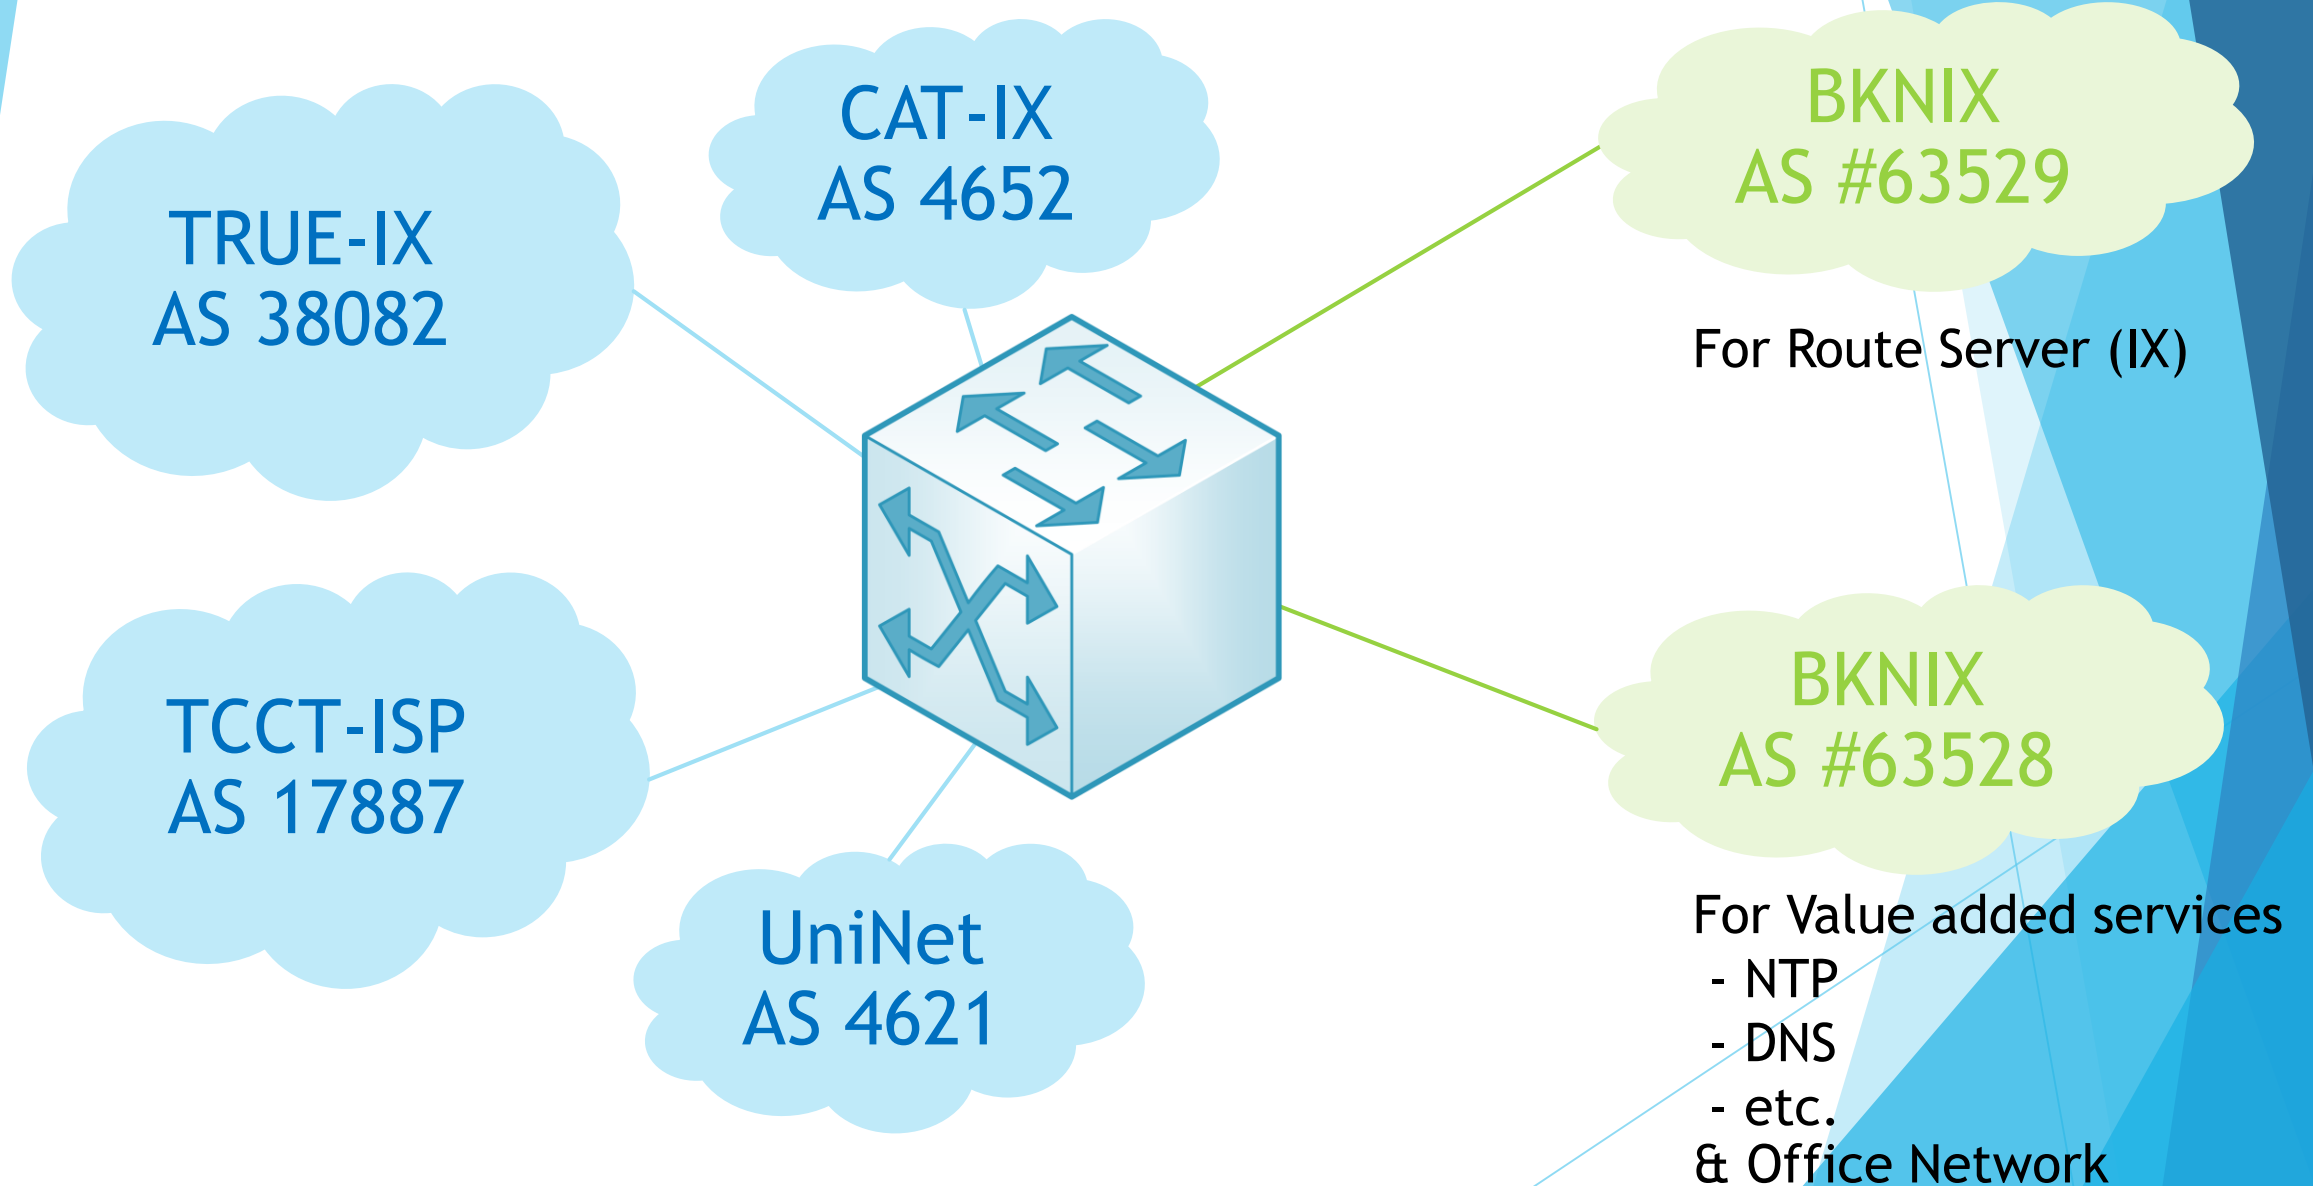 CAT-IX
AS 4652
TRUE-IX
AS 38082
TCCT-ISP
AS 17887
UniNet
AS 4621
BKNIX
AS #63529
For Route Server (IX)
BKNIX
AS #63528
For Value added services
- NTP
- DNS
- etc.
& Office Network